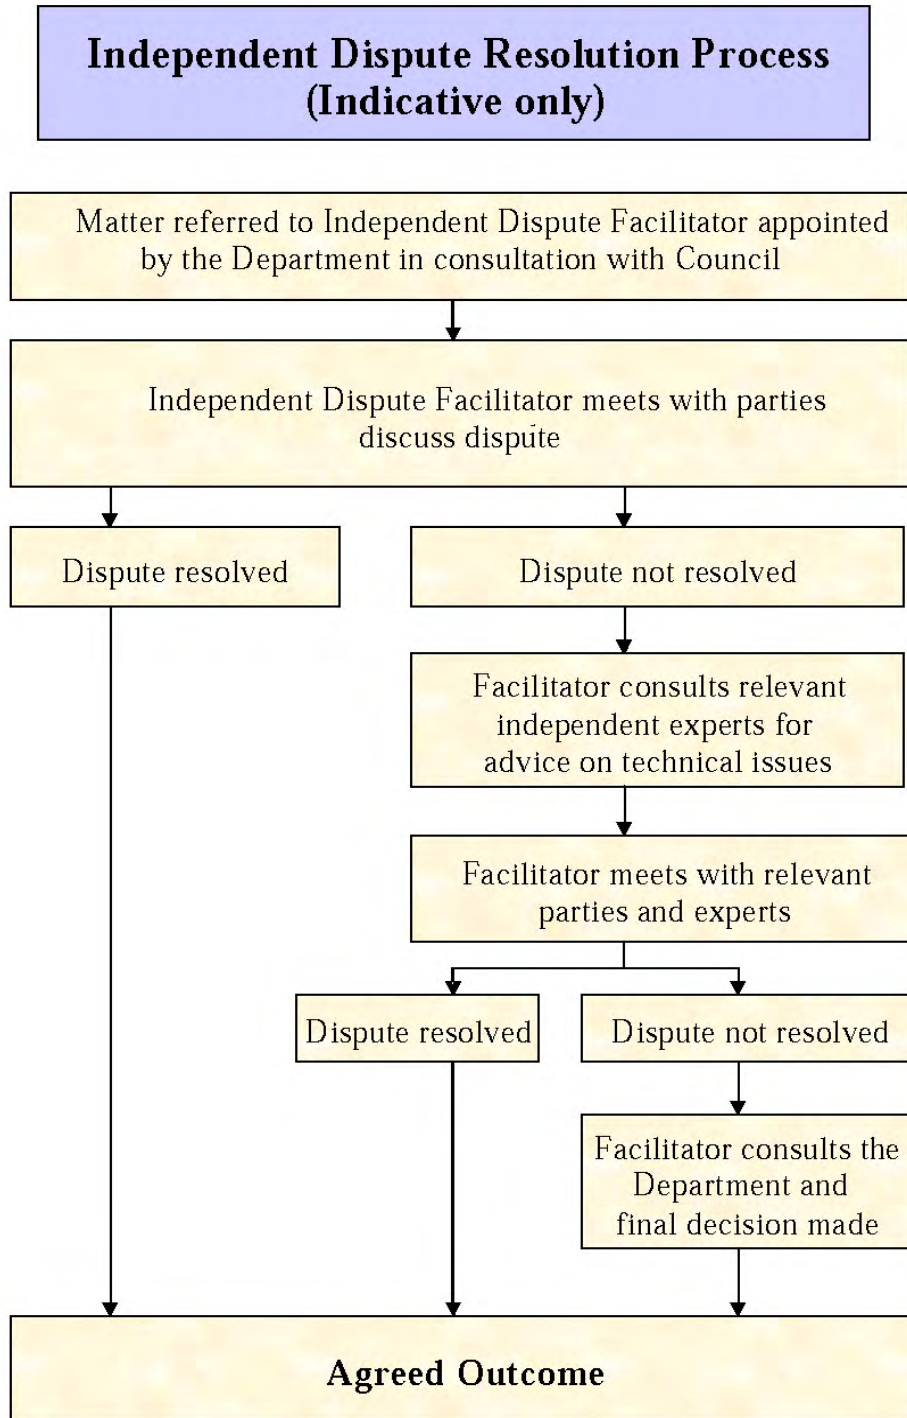 Independent Dispute Resolution Process
(Indicative only)
Matter referred to Independent Dispute Facilitator appointed
by the Department in consultation with Council
Independent Dispute Facilitator meets with parties
discuss dispute
Dispute resolved
Dispute not resolved
Facilitator consults relevant
independent experts for
advice on technical issues
Facilitator meets with relevant
parties and experts
Dispute resolved
Dispute not resolved
Facilitator consults the
Department and
final decision made
Agreed Outcome